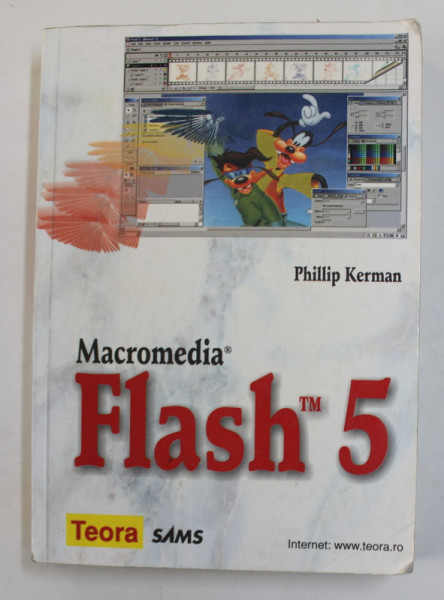 Phillip Kerman
Macromedia®
Flash™ 5
Teora SAMS
Internet: www.teora.ro